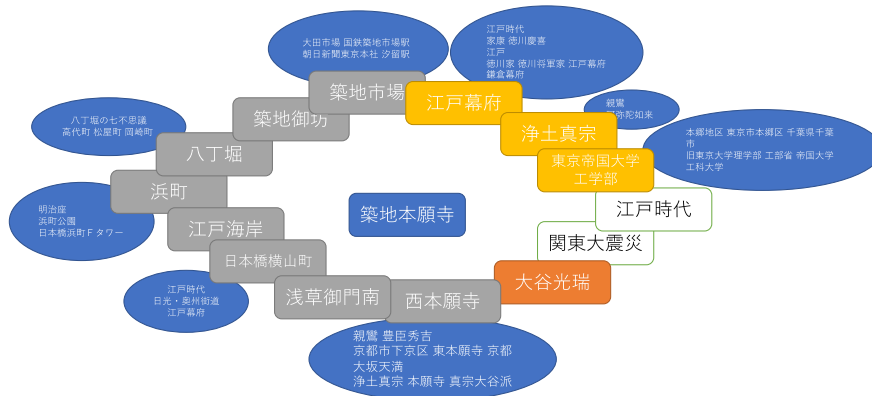 大田市場 国鉄築地市場駅
朝日新聞東京本社 汐留駅
江戸時代
家康 徳川慶喜
江戸
徳川家 徳川将軍家 江戸幕府
鎌倉幕府
築地市場
江戸幕府
八丁堀の七不思議
高代町 松屋町 岡崎町
築地御坊
親鸞
弥陀如来
浄土真宗
本郷地区 東京市本郷区 千葉県千葉
市
旧東京大学理学部 工部省 帝国大学
工科大学
八丁堀
東京帝国大学
工学部
浜町
明治座
浜町公園
日本橋浜町Fタワー
築地本願寺
江戸時代
江戸海岸
関東大震災
日本橋横山町
大谷光瑞
江戸時代
日光・奥州街道
江戸幕府
浅草御門南
西本願寺
親鸞 豊臣秀吉
京都市下京区 東本願寺 京都
大坂天満
浄土真宗 本願寺 真宗大谷派